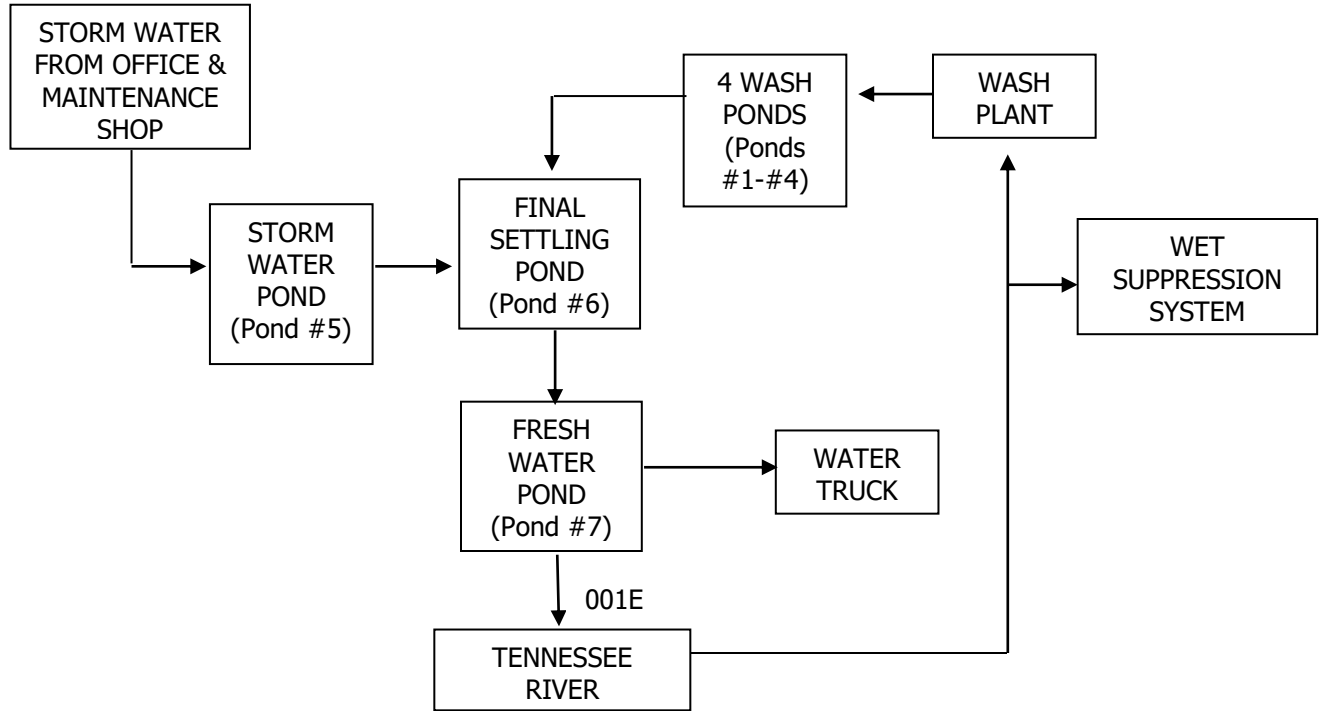 STORM WATER
FROM OFFICE &
MAINTENANCE
SHOP
4 WASH
PONDS
(Ponds
#1-#4)
WASH
PLANT
STORM
WATER
POND
(Pond #5)
FINAL
SETTLING
POND
(Pond #6)
WET
SUPPRESSION
SYSTEM
FRESH
WATER
POND
(Pond #7)
WATER
TRUCK
001E
TENNESSEE
RIVER